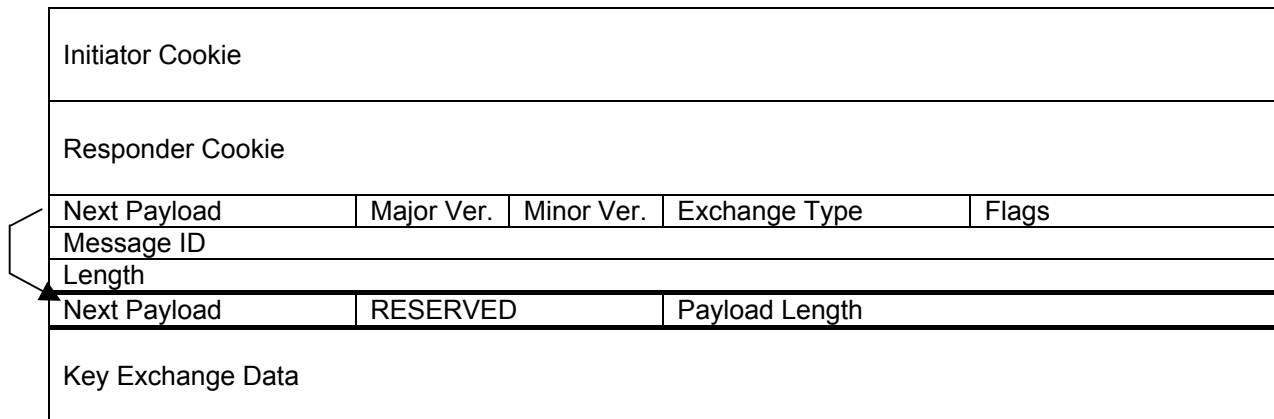 Initiator Cookie
Responder Cookie
Next Payload Major Ver. Minor Ver. Exchange Type Flags
Message ID
Length
Next Payload RESERVED Payload Length
Key Exchange Data